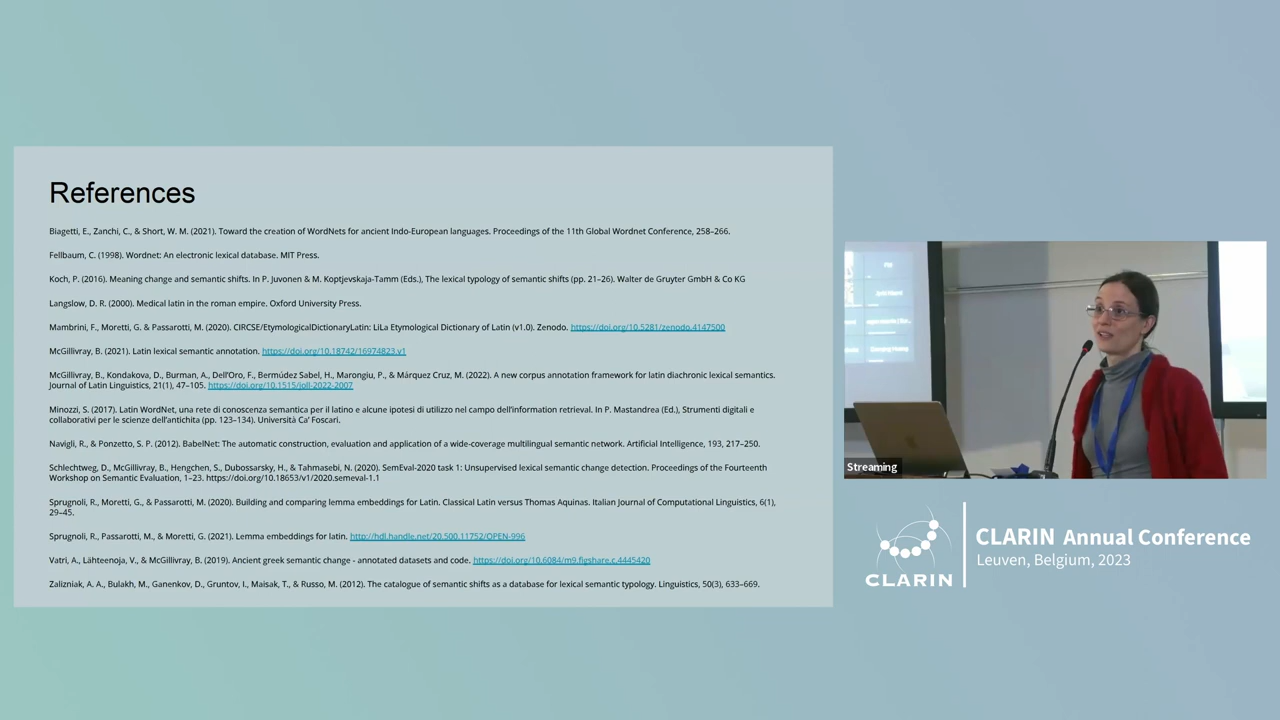 References
Biagetti, E., Zanchi, C., & Short, W. M. (2021). Toward the creation of WordNets for ancient Indo-European languages. Proceedings of the 11th Global Wordnet Conference, 258–266.
Fellbaum, C. (1998). Wordnet: An electronic lexical database. MIT Press.
Koch, P. (2016). Meaning change and semantic shifts. In P. Juvonen & M. Koptjevskaja-Tamm (Eds.), The lexical typology of semantic shifts (pp. 21–26). Walter de Gruyter GmbH & Co KG
Langslow, D. R. (2000). Medical latin in the roman empire. Oxford University Press.
Mambrini, F., Moretti, G. & Passarotti, M. (2020). CIRCSE/EtymologicalDictionaryLatin: LiLa Etymological Dictionary of Latin (v1.0). Zenodo. https://doi.org/10.5281/zenodo.4147500
McGillivray, B. (2021). Latin lexical semantic annotation. https://doi.org/10.18742/16974823.v1
McGillivray, B., Kondakova, D., Burman, A., Dell'Oro, F., Bermúdez Sabel, H., Marongiu, P., & Márquez Cruz, M. (2022). A new corpus annotation framework for latin diachronic lexical semantics.
Journal of Latin Linguistics, 21(1), 47–105. https://doi.org/10.1515/joll-2022-2007
Minozzi, S. (2017). Latin WordNet, una rete di conoscenza semantica per il latino e alcune ipotesi di utilizzo nel campo dell'information retrieval. In P. Mastandrea (Ed.), Strumenti digitali e
collaborativi per le scienze dell'antichita (pp. 123–134). Università Ca' Foscari.
Navigli, R., & Ponzetto, S. P. (2012). BabelNet: The automatic construction, evaluation and application of a wide-coverage multilingual semantic network. Artificial Intelligence, 193, 217–250.
Schlechtweg, D., McGillivray, B., Hengchen, S., Dubossarsky, H., & Tahmasebi, N. (2020). SemEval-2020 task 1: Unsupervised lexical semantic change detection. Proceedings of the Fourteenth
Workshop on Semantic Evaluation, 1–23. https://doi.org/10.18653/v1/2020.semeval-1.1
Sprugnoli, R., Moretti, G., & Passarotti, M. (2020). Building and comparing lemma embeddings for Latin. Classical Latin versus Thomas Aquinas. Italian Journal of Computational Linguistics, 6(1),
29–45.
Sprugnoli, R., Passarotti, M., & Moretti, G. (2021). Lemma embeddings for latin. http://hdl.handle.net/20.500.11752/OPEN-996
Vatri, A., Lähteenoja, V., & McGillivray, B. (2019). Ancient greek semantic change - annotated datasets and code. https://doi.org/10.6084/m9.figshare.c.4445420
Zalizniak, A. A., Bulakh, M., Ganenkov, D., Gruntov, I., Maisak, T., & Russo, M. (2012). The catalogue of semantic shifts as a database for lexical semantic typology. Linguistics, 50(3), 633–669.
Streaming
CLARIN
CLARIN Annual Conference
Leuven, Belgium, 2023